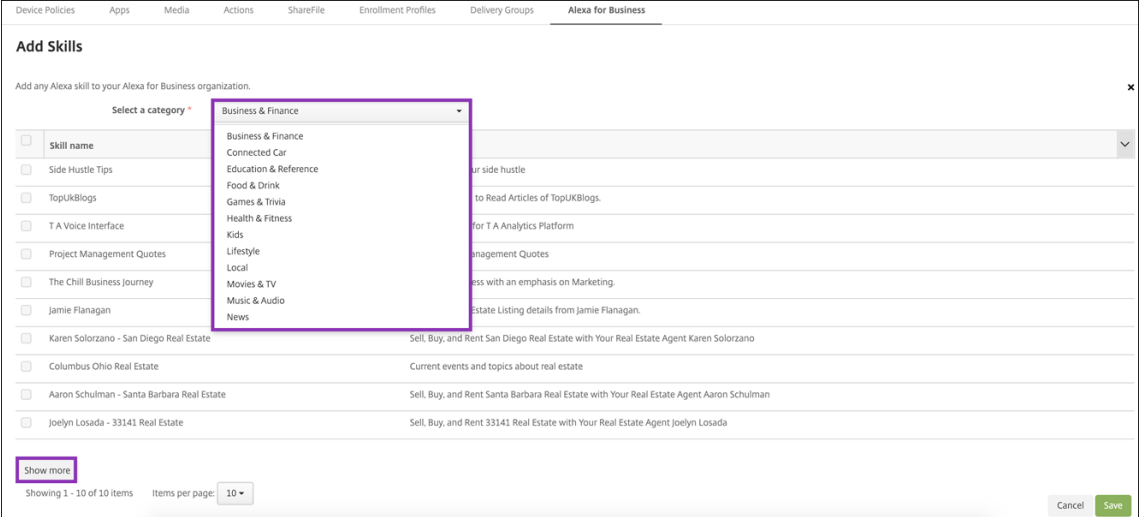 Device Policies Apps Media Actions ShareFile Enrollment Profiles Delivery Groups Alexa for Business
Add Skills
Add any Alexa skill to your Alexa for Business organization.
Select a category * Business & Finance
Business & Finance
Connected Car
Education & Reference
Food & Drink
Games & Trivia
Health & Fitness
Kids
Lifestyle
Local
Movies & TV
Music & Audio
News
Skill name
Side Hustle Tips side hustle
TopUkBlogs to Read Articles of TopUKBlogs.
T A Voice Interface for T A Analytics Platform
Project Management Quotes Quotes
The Chill Business Journey with an emphasis on Marketing.
Jamie Flanagan Estate Listing details from Jamie Flanagan.
Karen Solorzano - San Diego Real Estate Sell, Buy, and Rent San Diego Real Estate with Your Real Estate Agent Karen Solorzano
Columbus Ohio Real Estate Current events and topics about real estate
Aaron Schulman - Santa Barbara Real Estate Sell, Buy, and Rent Santa Barbara Real Estate with Your Real Estate Agent Aaron Schulman
Joelyn Losada - 33141 Real Estate Sell, Buy, and Rent 33141 Real Estate with Your Real Estate Agent Joelyn Losada
Show more
Showing 1 - 10 of 10 items Items per page: 10
Cancel Save